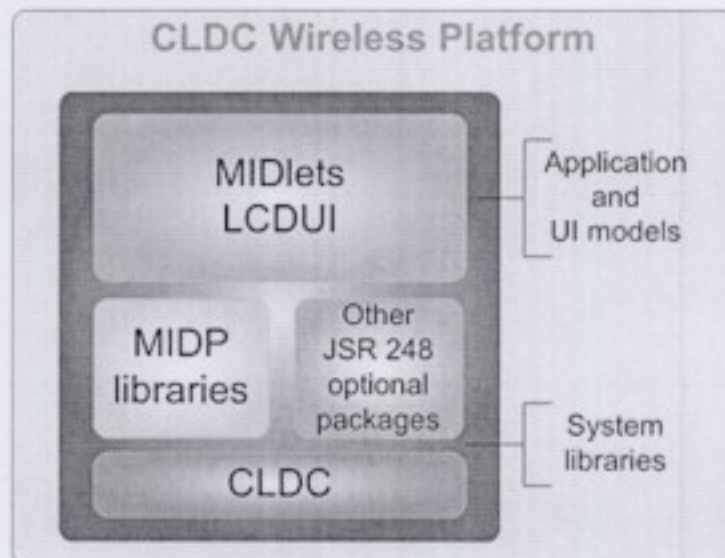 CLDC Wireless Platform
MIDlets
LCDUI
Application
and
UI models
MIDP
libraries
Other
JSR 248
optional
packages
System
libraries
CLDC